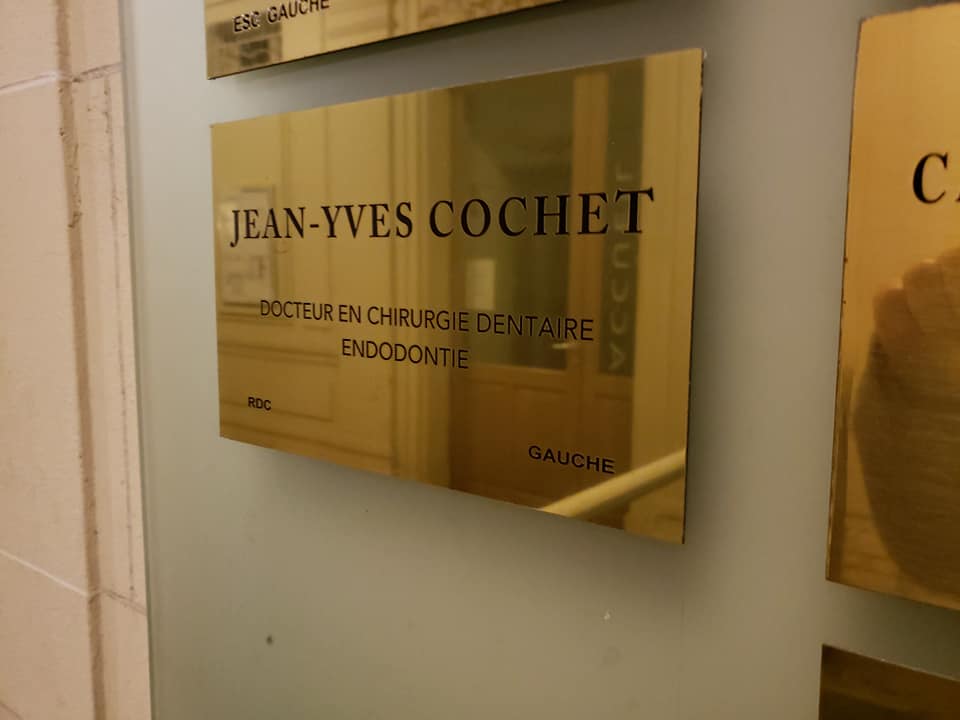 ESC GAUCHE
JEAN-YVES COCHET
DOCTEUR EN CHIRURGIE DENTAIRE
ENDODONTIE
RDC
GAUCHE